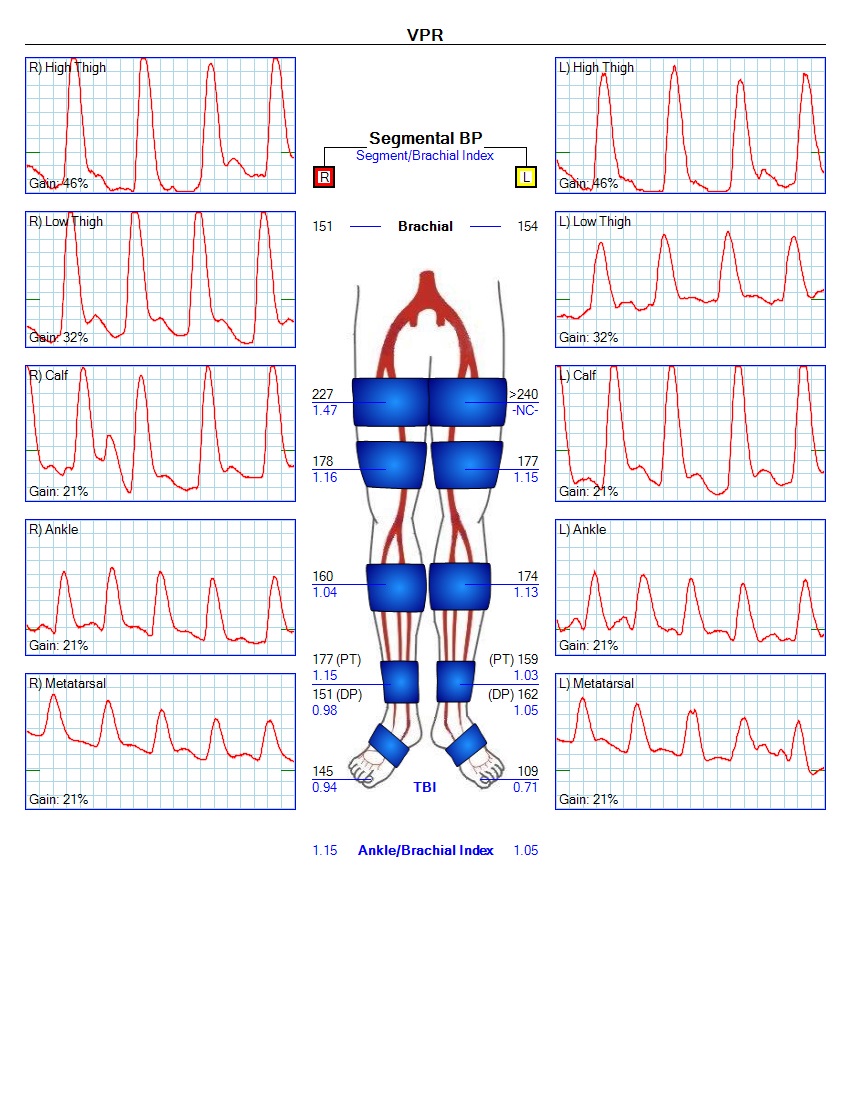 VPR
R) High Thigh
Gain: 46%
R) Low Thigh
Gain: 32%
R) Calf
Gain: 21%
R) Ankle
Gain: 21%
R) Metatarsal
Gain: 21%
Segmental BP
Segment/Brachial Index
R L
151 Brachial 154
227 >240
1.47 -NC-
178 177
1.16 1.15
160 174
1.04 1.13
177 (PT) (PT) 159
1.15 1.03
151 (DP) (DP) 162
0.98 1.05
145 109
0.94 TBI 0.71
1.15 Ankle/Brachial Index 1.05
L) High Thigh
Gain: 46%
L) Low Thigh
Gain: 32%
L) Calf
Gain: 21%
L) Ankle
Gain: 21%
L) Metatarsal
Gain: 21%